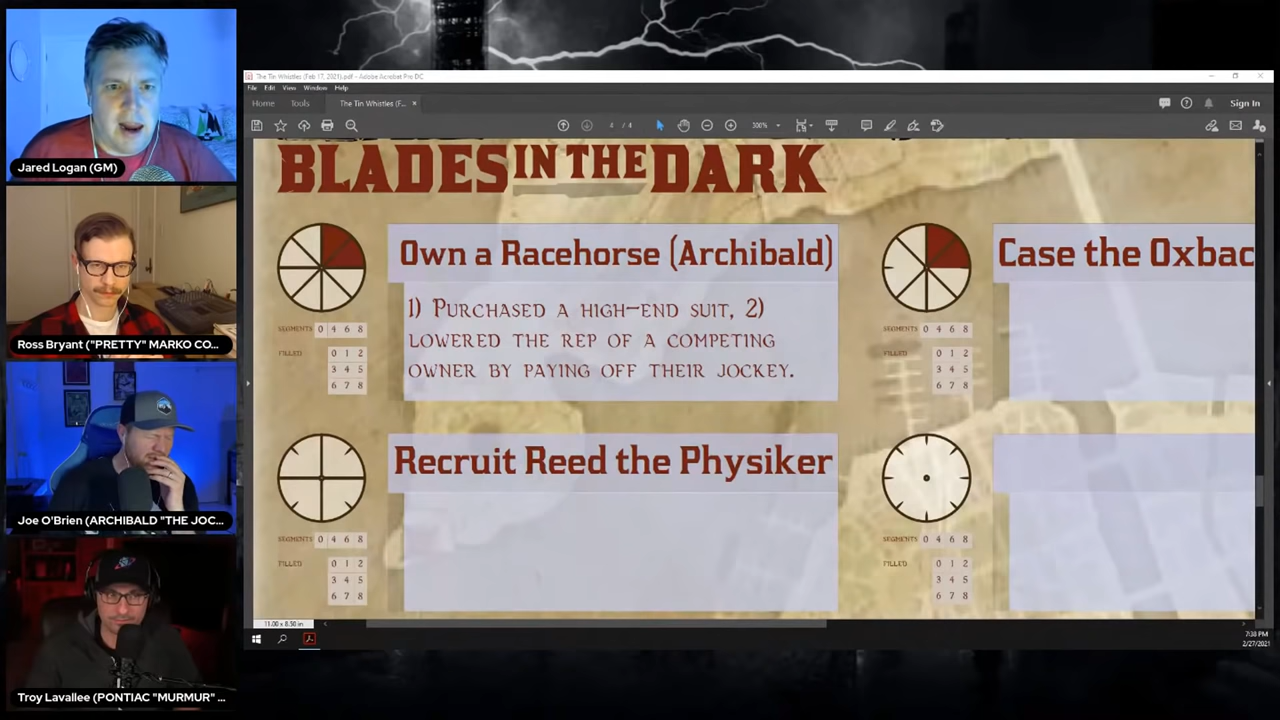 The Tin Whistles (Feb 17, 2021).pdf - Adobe Acrobat Pro DC
File Edit View Window Help
Home Tools The Tin Whistles (F... × Sign In
4 / 4 300%
BLADES IN THE DARK
Own a Racehorse (Archibald)
1) Purchased a high-end suit, 2)
lowered the rep of a competing
owner by paying off their jockey.
SEGMENTS 0 4 6 8
FILLED 0 1 2
3 4 5
6 7 8
Case the Oxbac
SEGMENTS 0 4 6 8
FILLED 0 1 2
3 4 5
6 7 8
Recruit Reed the Physiker
SEGMENTS 0 4 6 8
FILLED 0 1 2
3 4 5
6 7 8
SEGMENTS 0 4 6 8
FILLED 0 1 2
3 4 5
6 7 8
11.00 x 8.50 in
7:38 PM
2/27/2021
Jared Logan (GM)
Ross Bryant ("PRETTY" MARKO CO...
Joe O'Brien (ARCHIBALD "THE JOC...
Troy Lavallee (PONTIAC "MURMUR" ...